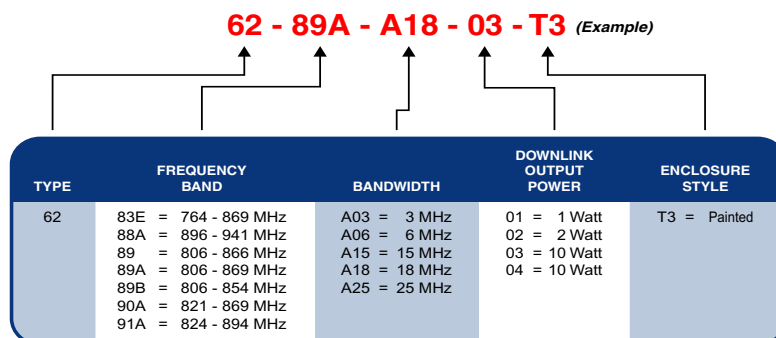 62 - 89A - A18 - 03 - T3 (Example)
TYPE
FREQUENCY
BAND
BANDWIDTH
DOWNLINK
OUTPUT
POWER
ENCLOSURE
STYLE
62
83E = 764 - 869 MHz
88A = 896 - 941 MHz
89 = 806 - 866 MHz
89A = 806 - 869 MHz
89B = 806 - 854 MHz
90A = 821 - 869 MHz
91A = 824 - 894 MHz
A03 = 3 MHz
A06 = 6 MHz
A15 = 15 MHz
A18 = 18 MHz
A25 = 25 MHz
01 = 1 Watt
02 = 2 Watt
03 = 10 Watt
04 = 10 Watt
T3 = Painted